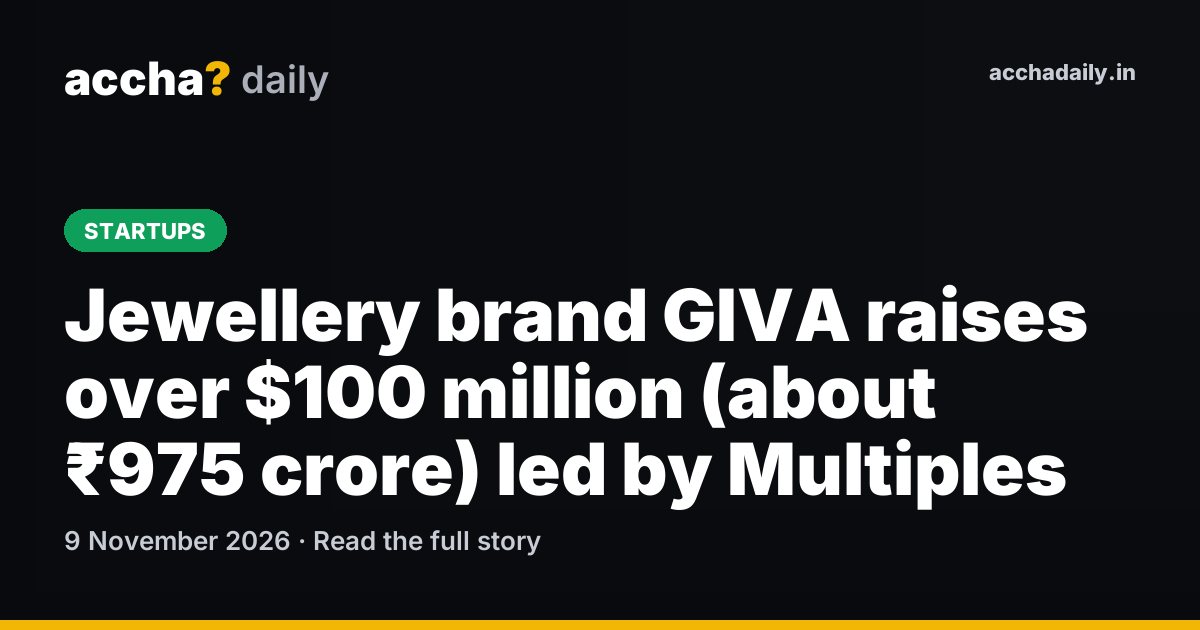 accha? daily
acchadaily.in
STARTUPS
Jewellery brand GIVA raises
over $100 million (about
₹975 crore) led by Multiples
9 November 2026 · Read the full story